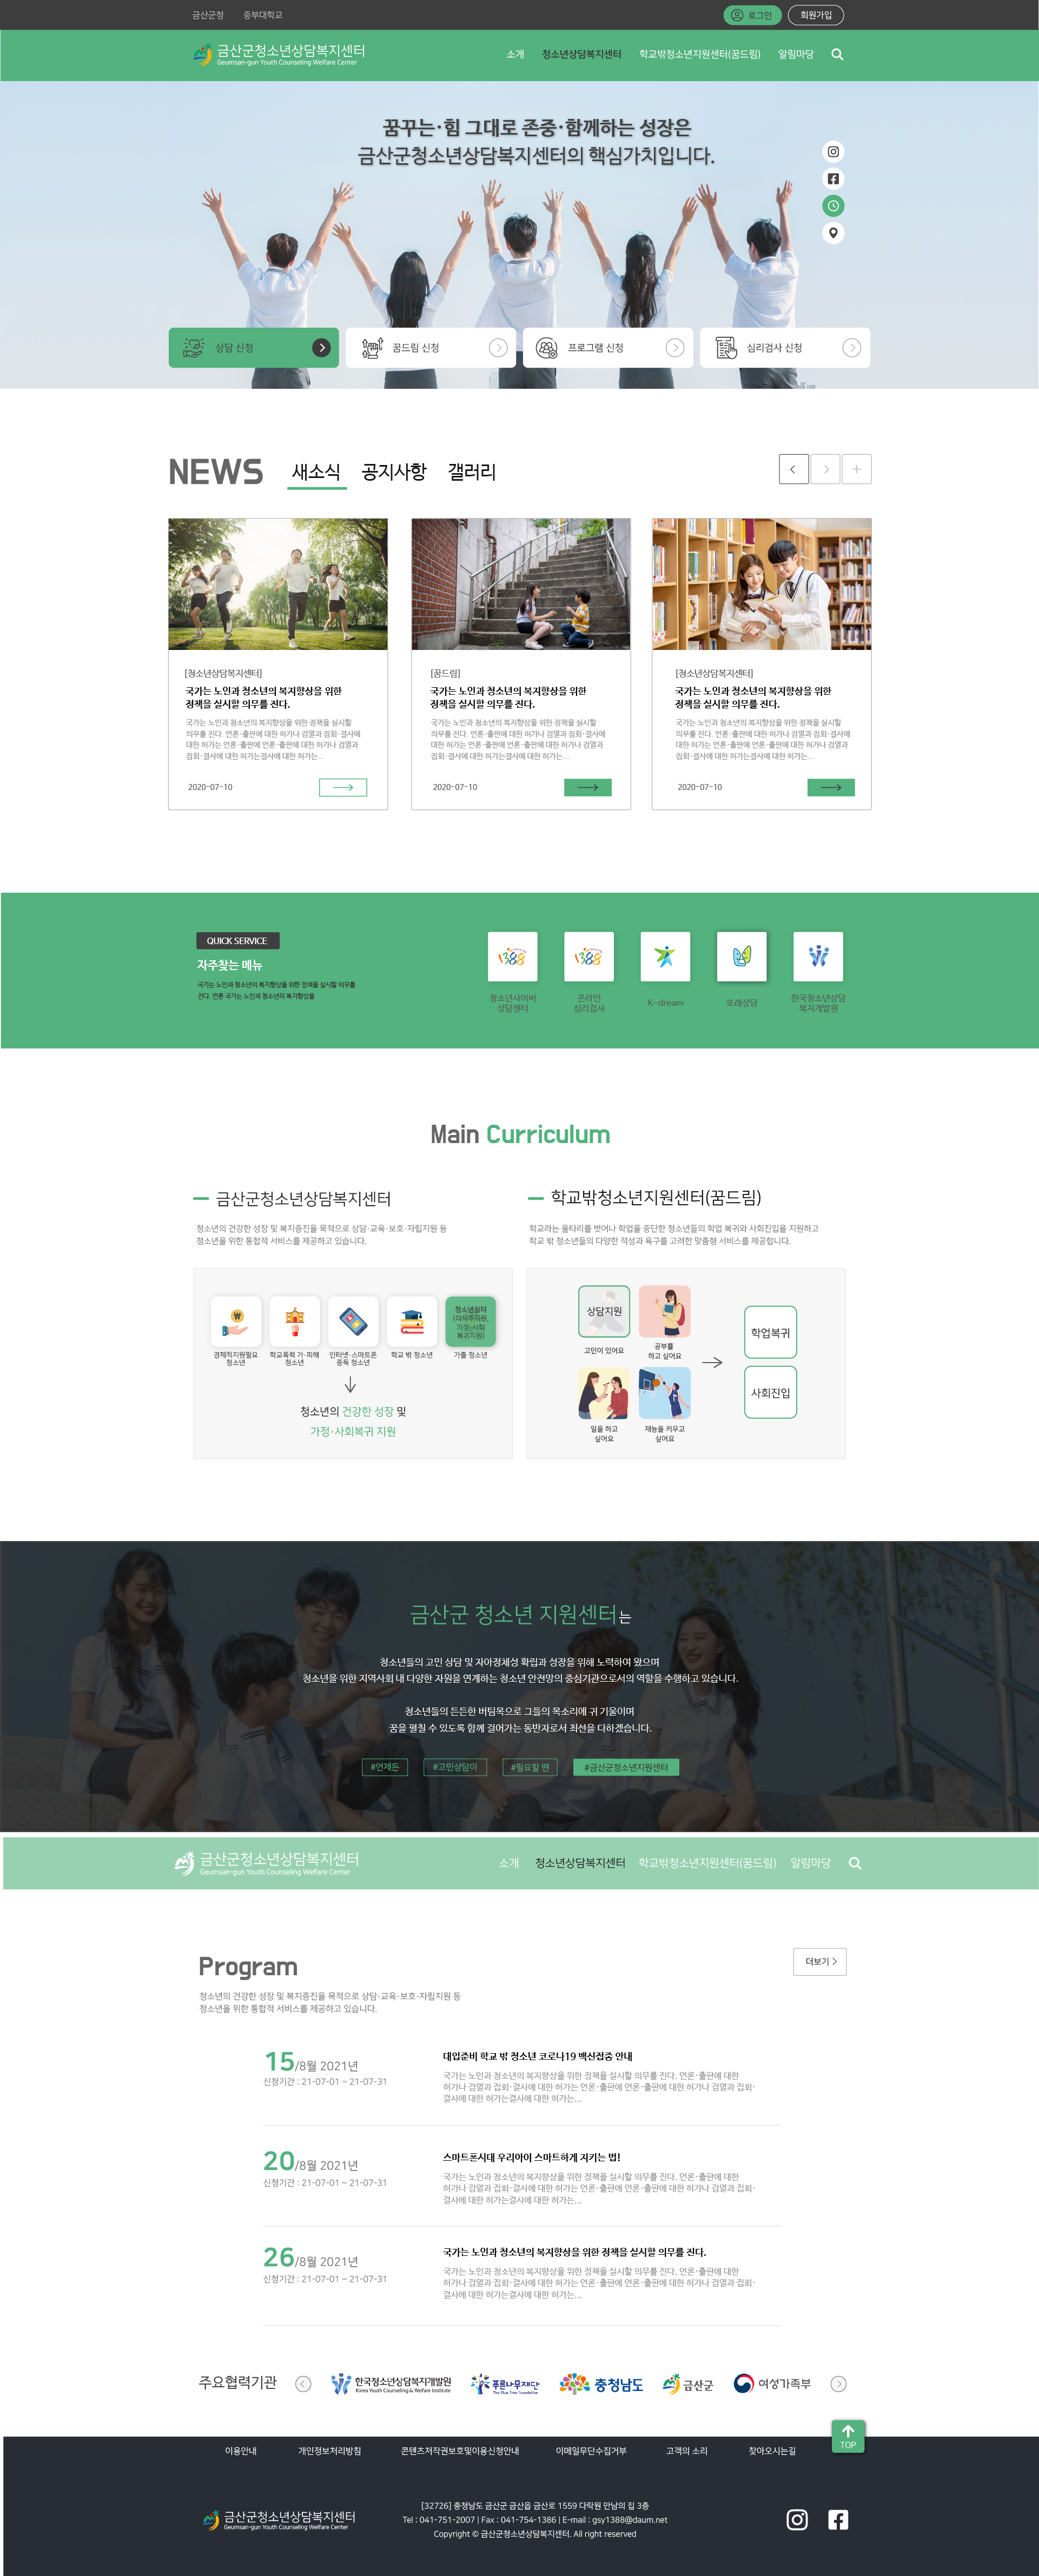 금산군청 중부대학교 로그인 회원가입
금산군청소년상담복지센터
Geumsan-gun Youth Counseling Welfare Center
소개 청소년상담복지센터 학교밖청소년지원센터(꿈드림) 알림마당
꿈꾸는·힘 그대로 존중·함께하는 성장은
금산군청소년상담복지센터의 핵심가치입니다.
상담 신청 꿈드림 신청 프로그램 신청 심리검사 신청
NEWS 새소식 공지사항 갤러리
[청소년상담복지센터]
국가는 노인과 청소년의 복지향상을 위한
정책을 실시할 의무를 진다.
국가는 노인과 청소년의 복지향상을 위한 정책을 실시할
의무를 진다. 언론·출판에 대한 허가나 검열과 집회·결사에
대한 허가는 언론·출판에 언론·출판에 대한 허가나 검열과
집회·결사에 대한 허가는결사에 대한 허가는...
2020-07-10
[꿈드림]
국가는 노인과 청소년의 복지향상을 위한
정책을 실시할 의무를 진다.
국가는 노인과 청소년의 복지향상을 위한 정책을 실시할
의무를 진다. 언론·출판에 대한 허가나 검열과 집회·결사에
대한 허가는 언론·출판에 언론·출판에 대한 허가나 검열과
집회·결사에 대한 허가는결사에 대한 허가는...
2020-07-10
[청소년상담복지센터]
국가는 노인과 청소년의 복지향상을 위한
정책을 실시할 의무를 진다.
국가는 노인과 청소년의 복지향상을 위한 정책을 실시할
의무를 진다. 언론·출판에 대한 허가나 검열과 집회·결사에
대한 허가는 언론·출판에 언론·출판에 대한 허가나 검열과
집회·결사에 대한 허가는결사에 대한 허가는...
2020-07-10
QUICK SERVICE
자주찾는 메뉴
국가는 노인과 청소년의 복지향상을 위한 정책을 실시할 의무를
진다. 언론 국가는 노인과 청소년의 복지향상을
1388
청소년사이버
상담센터
1388
온라인
심리검사
K-dream
또래상담
한국청소년상담
복지개발원
Main Curriculum
금산군청소년상담복지센터
청소년의 건강한 성장 및 복지증진을 목적으로 상담·교육·보호·자립지원 등
청소년을 위한 통합적 서비스를 제공하고 있습니다.
경제적지원필요
청소년
학교폭력 가·피해
청소년
인터넷·스마트폰
중독 청소년
학교 밖 청소년
청소년쉼터
(의식주지원,
가정·사회
복귀지원)
가출 청소년
청소년의 건강한 성장 및
가정·사회복귀 지원
학교밖청소년지원센터(꿈드림)
학교라는 울타리를 벗어나 학업을 중단한 청소년들의 학업 복귀와 사회진입을 지원하고
학교 밖 청소년들의 다양한 적성과 욕구를 고려한 맞춤형 서비스를 제공합니다.
상담지원
고민이 있어요
공부를
하고 싶어요
일을 하고
싶어요
재능을 키우고
싶어요
학업복귀
사회진입
금산군 청소년 지원센터는
청소년들의 고민 상담 및 자아정체성 확립과 성장을 위해 노력하여 왔으며
청소년을 위한 지역사회 내 다양한 자원을 연계하는 청소년 안전망의 중심기관으로서의 역할을 수행하고 있습니다.
청소년들의 든든한 버팀목으로 그들의 목소리에 귀 기울이며
꿈을 펼칠 수 있도록 함께 걸어가는 동반자로서 최선을 다하겠습니다.
#언제든 #고민상담이 #필요할 땐 #금산군청소년지원센터
금산군청소년상담복지센터
Geumsan-gun Youth Counseling Welfare Center
소개 청소년상담복지센터 학교밖청소년지원센터(꿈드림) 알림마당
Program
더보기
청소년의 건강한 성장 및 복지증진을 목적으로 상담·교육·보호·자립지원 등
청소년을 위한 통합적 서비스를 제공하고 있습니다.
15/8월 2021년
신청기간 : 21-07-01 ~ 21-07-31
대입준비 학교 밖 청소년 코로나19 백신접종 안내
국가는 노인과 청소년의 복지향상을 위한 정책을 실시할 의무를 진다. 언론·출판에 대한
허가나 검열과 집회·결사에 대한 허가는 언론·출판에 언론·출판에 대한 허가나 검열과 집회·
결사에 대한 허가는결사에 대한 허가는...
20/8월 2021년
신청기간 : 21-07-01 ~ 21-07-31
스마트폰시대 우리아이 스마트하게 지키는 법!
국가는 노인과 청소년의 복지향상을 위한 정책을 실시할 의무를 진다. 언론·출판에 대한
허가나 검열과 집회·결사에 대한 허가는 언론·출판에 언론·출판에 대한 허가나 검열과 집회·
결사에 대한 허가는결사에 대한 허가는...
26/8월 2021년
신청기간 : 21-07-01 ~ 21-07-31
국가는 노인과 청소년의 복지향상을 위한 정책을 실시할 의무를 진다.
국가는 노인과 청소년의 복지향상을 위한 정책을 실시할 의무를 진다. 언론·출판에 대한
허가나 검열과 집회·결사에 대한 허가는 언론·출판에 언론·출판에 대한 허가나 검열과 집회·
결사에 대한 허가는결사에 대한 허가는...
주요협력기관
한국청소년상담복지개발원
Korea Youth Counseling & Welfare Institute
푸른나무재단
The Blue Tree Foundation
충청남도
금산군
여성가족부
TOP
이용안내 개인정보처리방침 콘텐츠저작권보호및이용신청안내 이메일무단수집거부 고객의 소리 찾아오시는길
금산군청소년상담복지센터
Geumsan-gun Youth Counseling Welfare Center
[32726] 충청남도 금산군 금산읍 금산로 1559 다락원 만남의 집 3층
Tel : 041-751-2007 | Fax : 041-754-1386 | E-mail : gsy1388@daum.net
Copyright © 금산군청소년상담복지센터. All right reserved